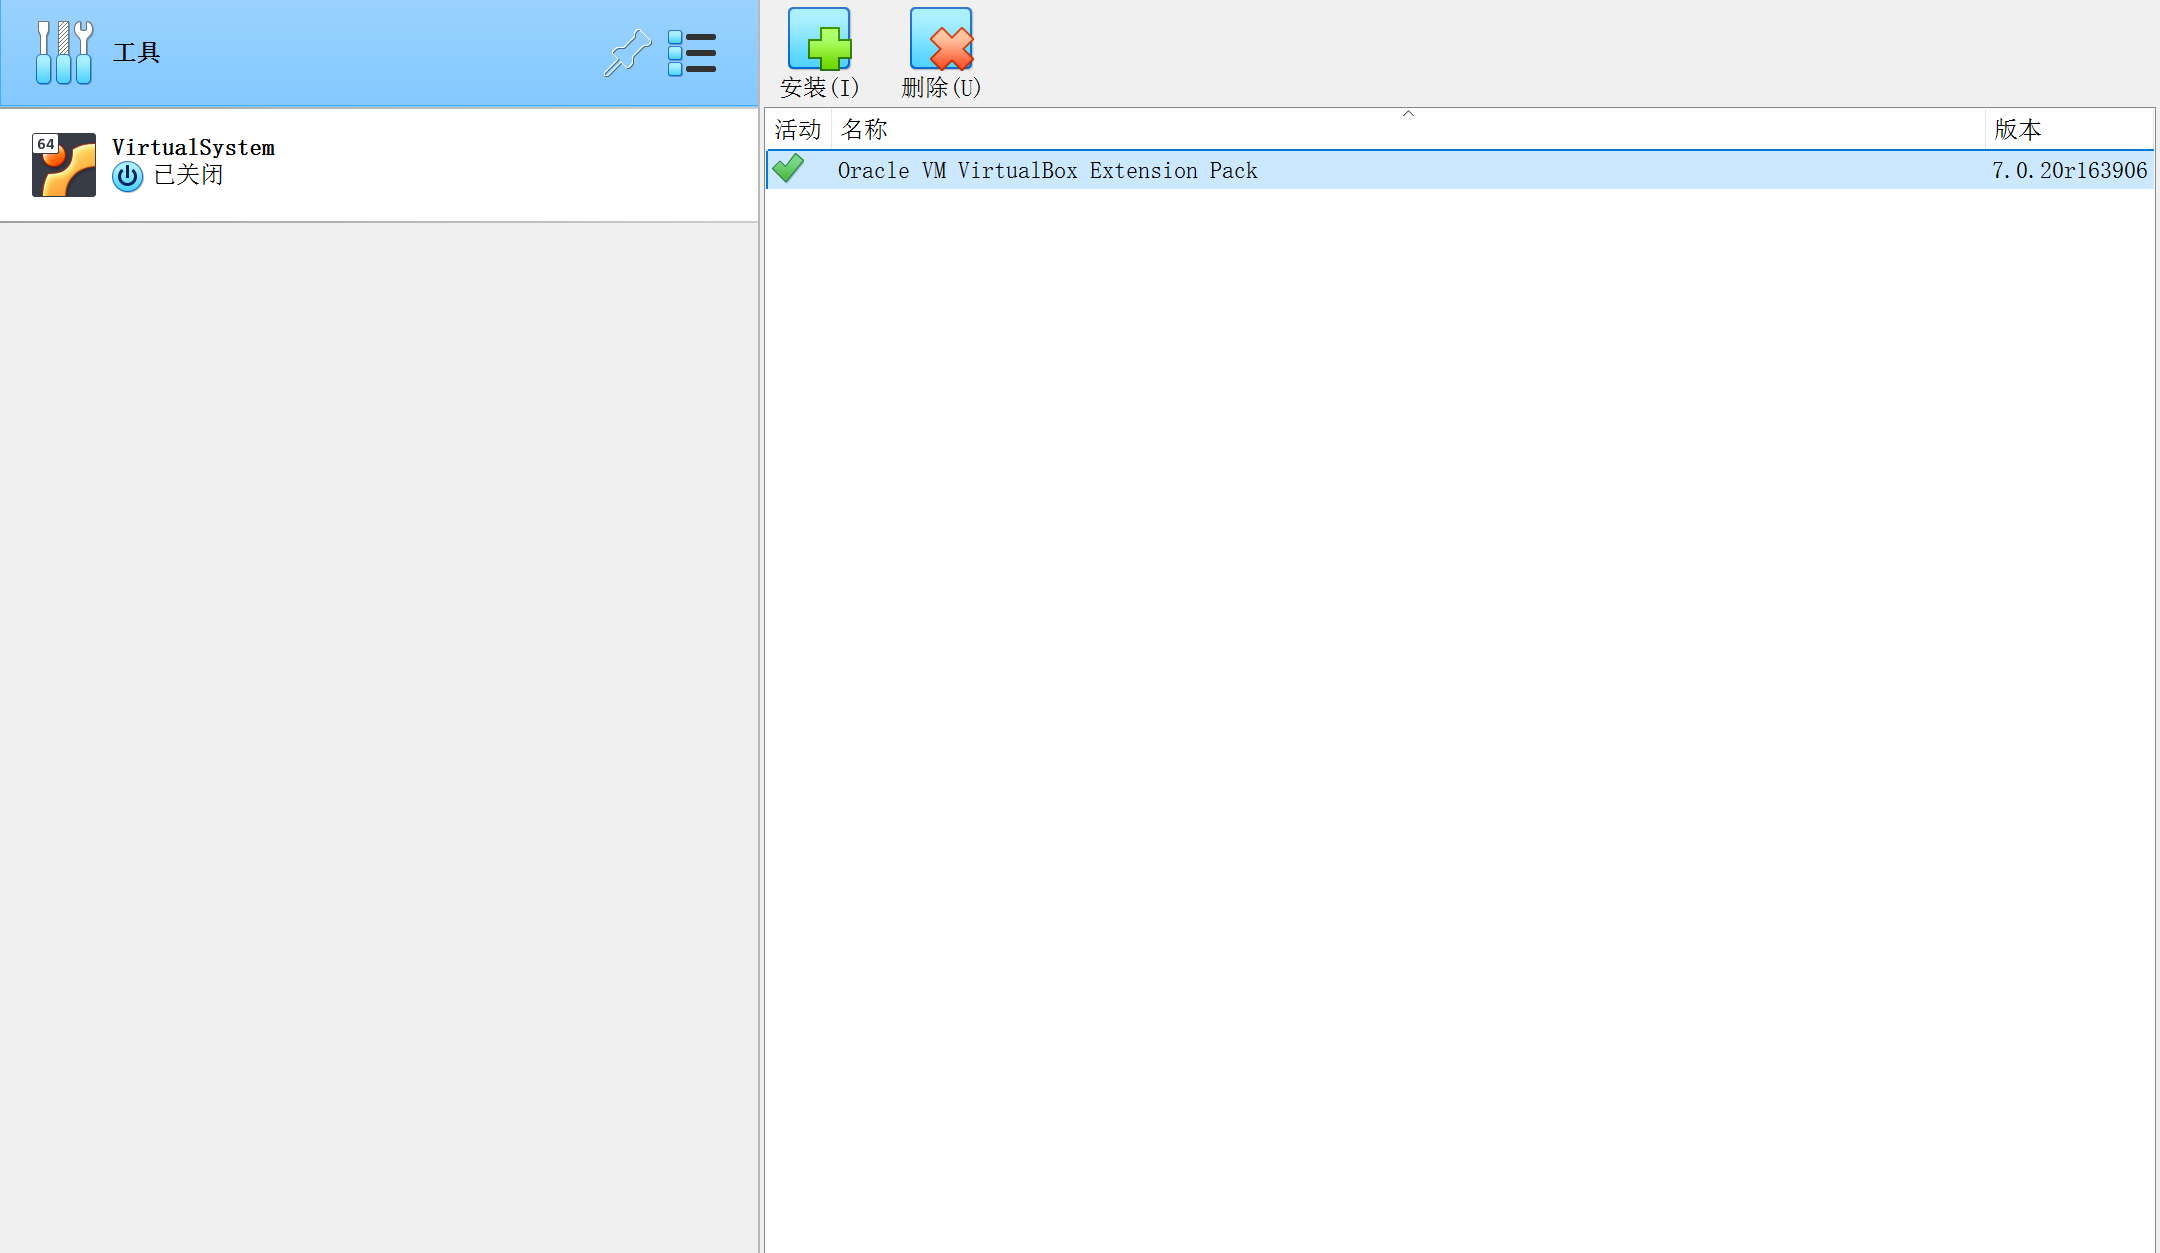 工具
64
VirtualSystem
已关闭
安装(I)
删除(U)
活动
名称
版本
Oracle VM VirtualBox Extension Pack
7.0.20r163906